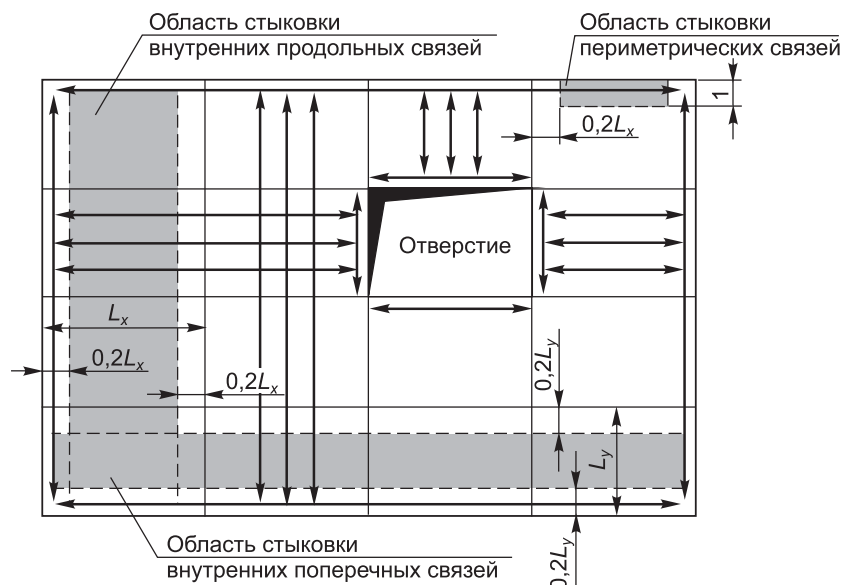 Область стыковки
внутренних продольных связей
Область стыковки
периметрических связей
1
0,2Lx
Отверстие
Lx
0,2Lx
0,2Lx
0,2Ly
Ly
0,2Ly
Область стыковки
внутренних поперечных связей